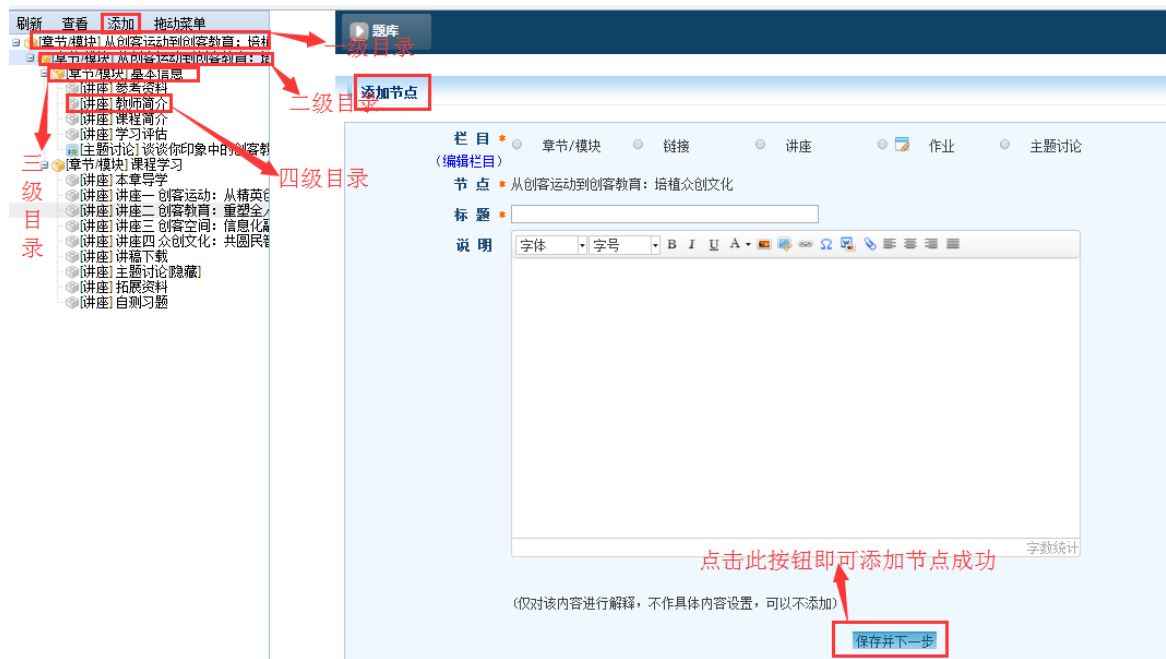 刷新 查看 添加 拖动菜单
[章节/模块] 从创客运动到创客教育: 培植
[章节/模块] 从创客运动到创客教育: 培
[章节/模块] 基本信息
[讲座] 参考资料
[讲座] 教师简介
[讲座] 课程简介
[讲座] 学习评估
[主题讨论] 谈谈你印象中的创客教
[章节/模块] 课程学习
[讲座] 本章导学
[讲座] 讲座一 创客运动: 从精英
[讲座] 讲座二 创客教育: 重塑全
[讲座] 讲座三 创客空间: 信息化
[讲座] 讲座四 众创文化: 共圆民
[讲座] 讲稿下载
[讲座] 主题讨论[隐藏]
[讲座] 拓展资料
[讲座] 自测习题
一级目录
二级目录
三级目录
四级目录
题库
添加节点
栏 目 * 章节/模块 链接 讲座 作业 主题讨论
(编辑栏目)
节 点 * 从创客运动到创客教育: 培植众创文化
标 题 *
说 明 字体 字号 B I U A
字数统计
点击此按钮即可添加节点成功
(仅对该内容进行解释, 不作具体内容设置, 可以不添加)
保存并下一步